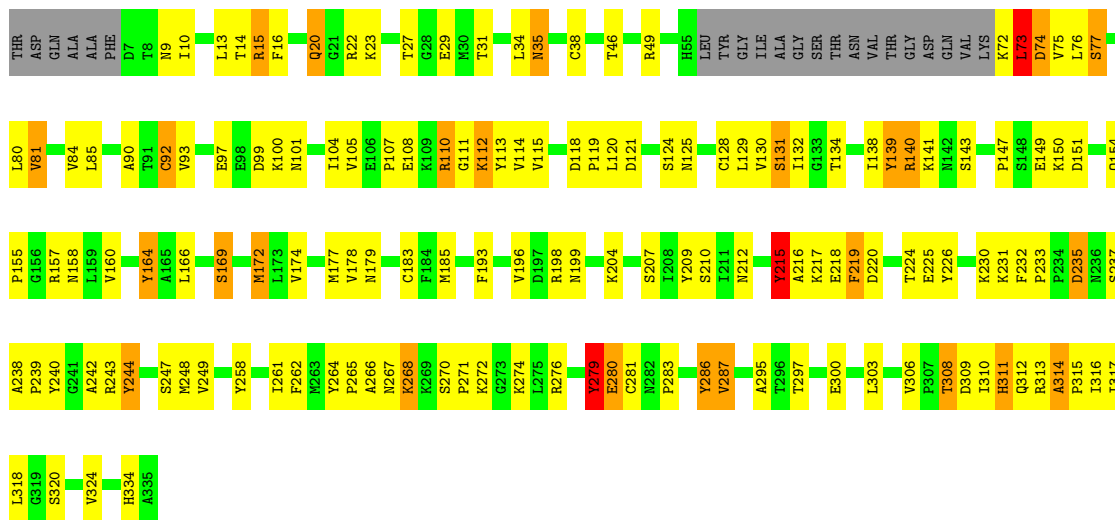 THR ASP GLN ALA ALA PHE D7 T8 N9 I10 L13 T14 R15 F16 Q20 G21 R22 K23 T27 G28 E29 M30 T31 L34 N35 C38 T46 R49 H55 LEU TYR GLY ILE ALA GLY SER THR ASN VAL THR GLY ASP GLN VAL LYS K72 L73 D74 V75 L76 S77
L80 V81 V84 L85 A90 T91 C92 V93 E97 E98 D99 K100 N101 I104 V105 E106 P107 E108 K109 R110 G111 K112 Y113 V114 V115 D118 P119 L120 D121 S124 N125 C128 L129 V130 S131 I132 G133 T134 I138 Y139 R140 K141 N142 S143 P147 S148 E149 K150 D151
P155 G156 R157 N158 L159 V160 Y164 A165 L166 S169 M172 L173 V174 M177 V178 N179 C183 F184 M185 F193 V196 D197 R198 N199 K204 S207 I208 Y209 S210 I211 N212 Y215 A216 K217 E218 F219 D220 T224 E225 Y226 K230 K231 F232 P233 P234 D235 N236 S237
A238 P239 Y240 G241 A242 R243 Y244 S247 M248 V249 Y258 I261 F262 M263 Y264 P265 A266 N267 K268 K269 S270 P271 K272 G273 K274 L275 R276 Y279 E280 C281 N282 P283 Y286 V287 A295 T296 T297 E300 L303 V306 P307 T308 D309 I310 H311 Q312 R313 A314 P315 I316
L318 G319 S320 V324 H334 A335